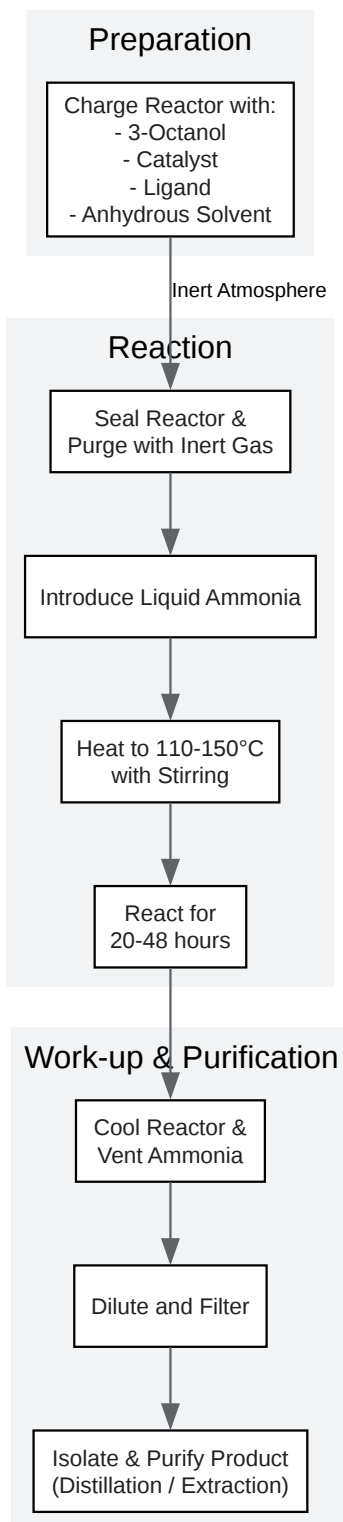 Preparation
Charge Reactor with:
- 3-Octanol
- Catalyst
- Ligand
- Anhydrous Solvent
Inert Atmosphere
Reaction
Seal Reactor &
Purge with Inert Gas
Introduce Liquid Ammonia
Heat to 110-150°C
with Stirring
React for
20-48 hours
Work-up & Purification
Cool Reactor &
Vent Ammonia
Dilute and Filter
Isolate & Purify Product
(Distillation / Extraction)